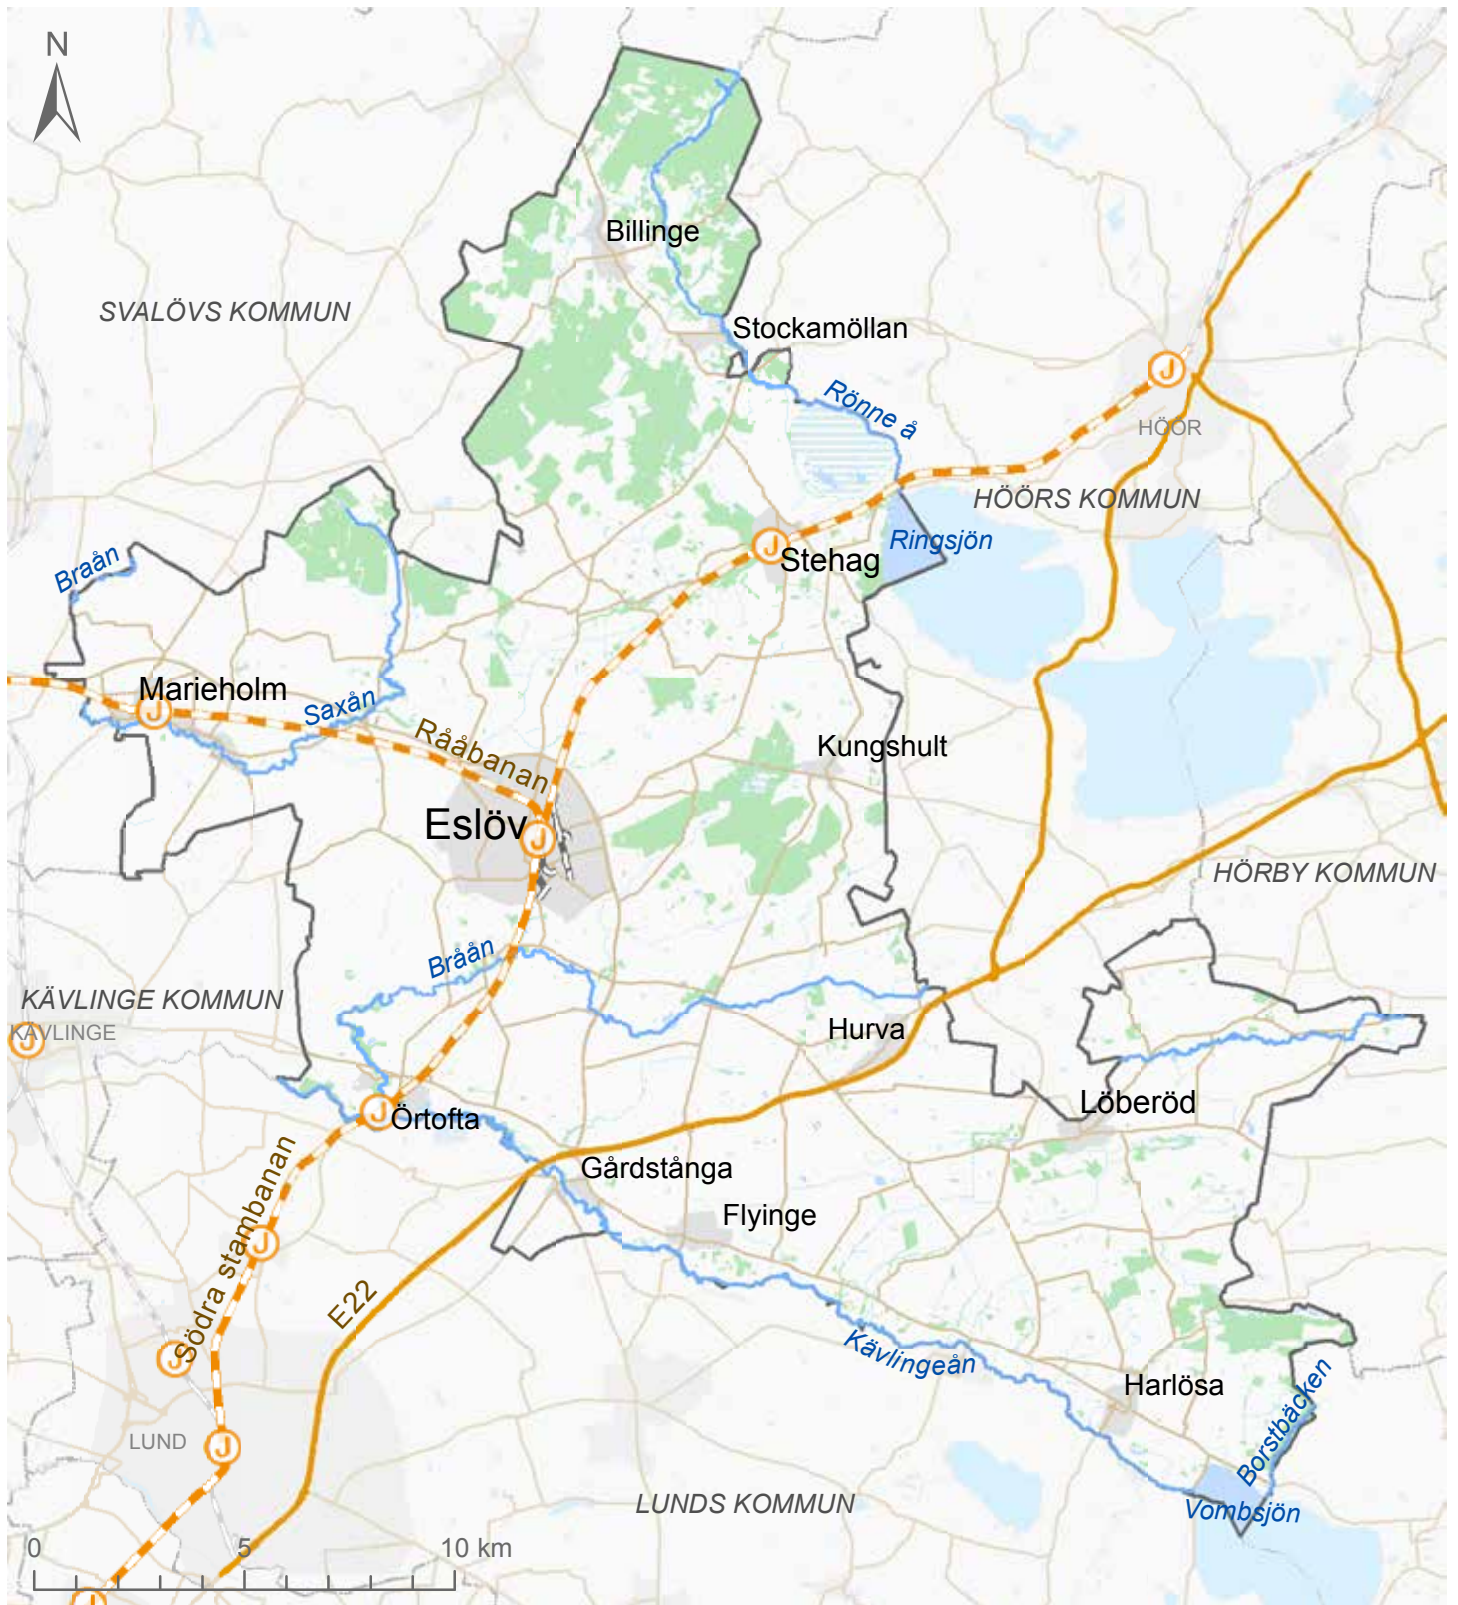 N
Billinge
SVALÖVS KOMMUN
Stockamöllan
J
Rönne å
HÖÖR
HÖÖRS KOMMUN
Ringsjön
J
Stehag
Braån
Marieholm
J
Saxån
Rååbanan
Kungshult
Eslöv
J
HÖRBY KOMMUN
Bråån
KÄVLINGE KOMMUN
J
KÄVLINGE
Hurva
Löberöd
J
Örtofta
Gårdstånga
Flyinge
J
Södra stambanan
E22
J
Kävlingeån
Harlösa
Borstbäcken
LUND
J
LUNDS KOMMUN
Vombsjön
0 5 10 km
J